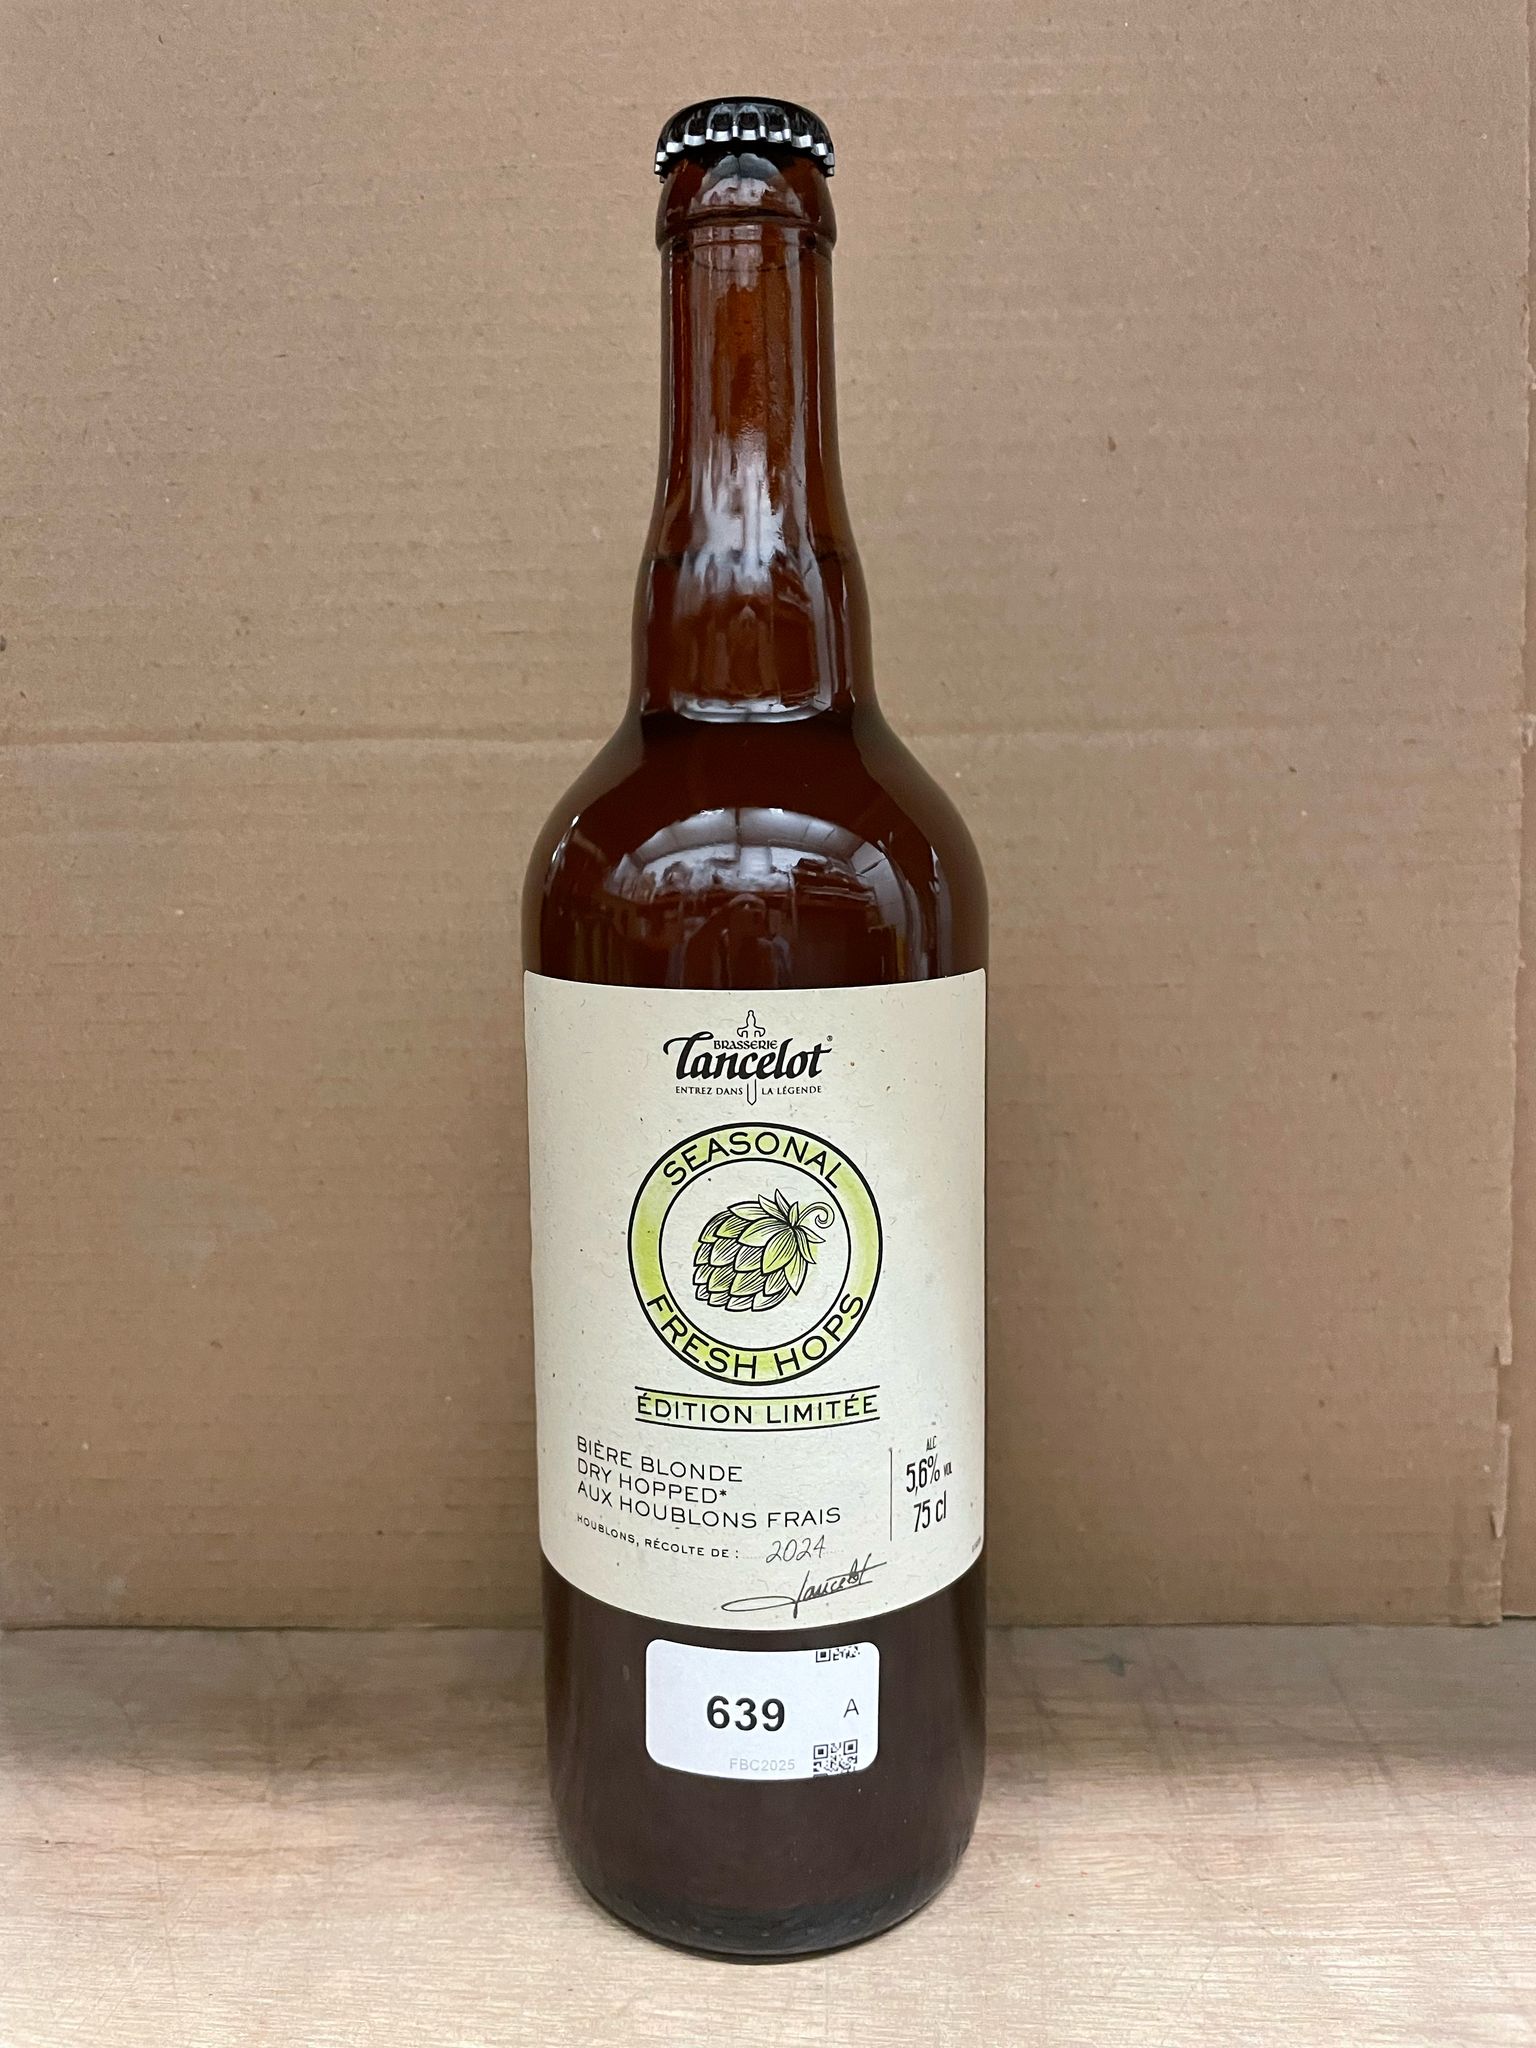 BRASSERIE
Lancelot®
ENTREZ DANS LA LÉGENDE
SEASONAL
FRESH HOPS
ÉDITION LIMITÉE
BIÈRE BLONDE
DRY HOPPED*
AUX HOUBLONS FRAIS
HOUBLONS, RÉCOLTE DE : 2024
Lancelot
ALC
5,6% VOL
75 cl
639
A
FBC2025